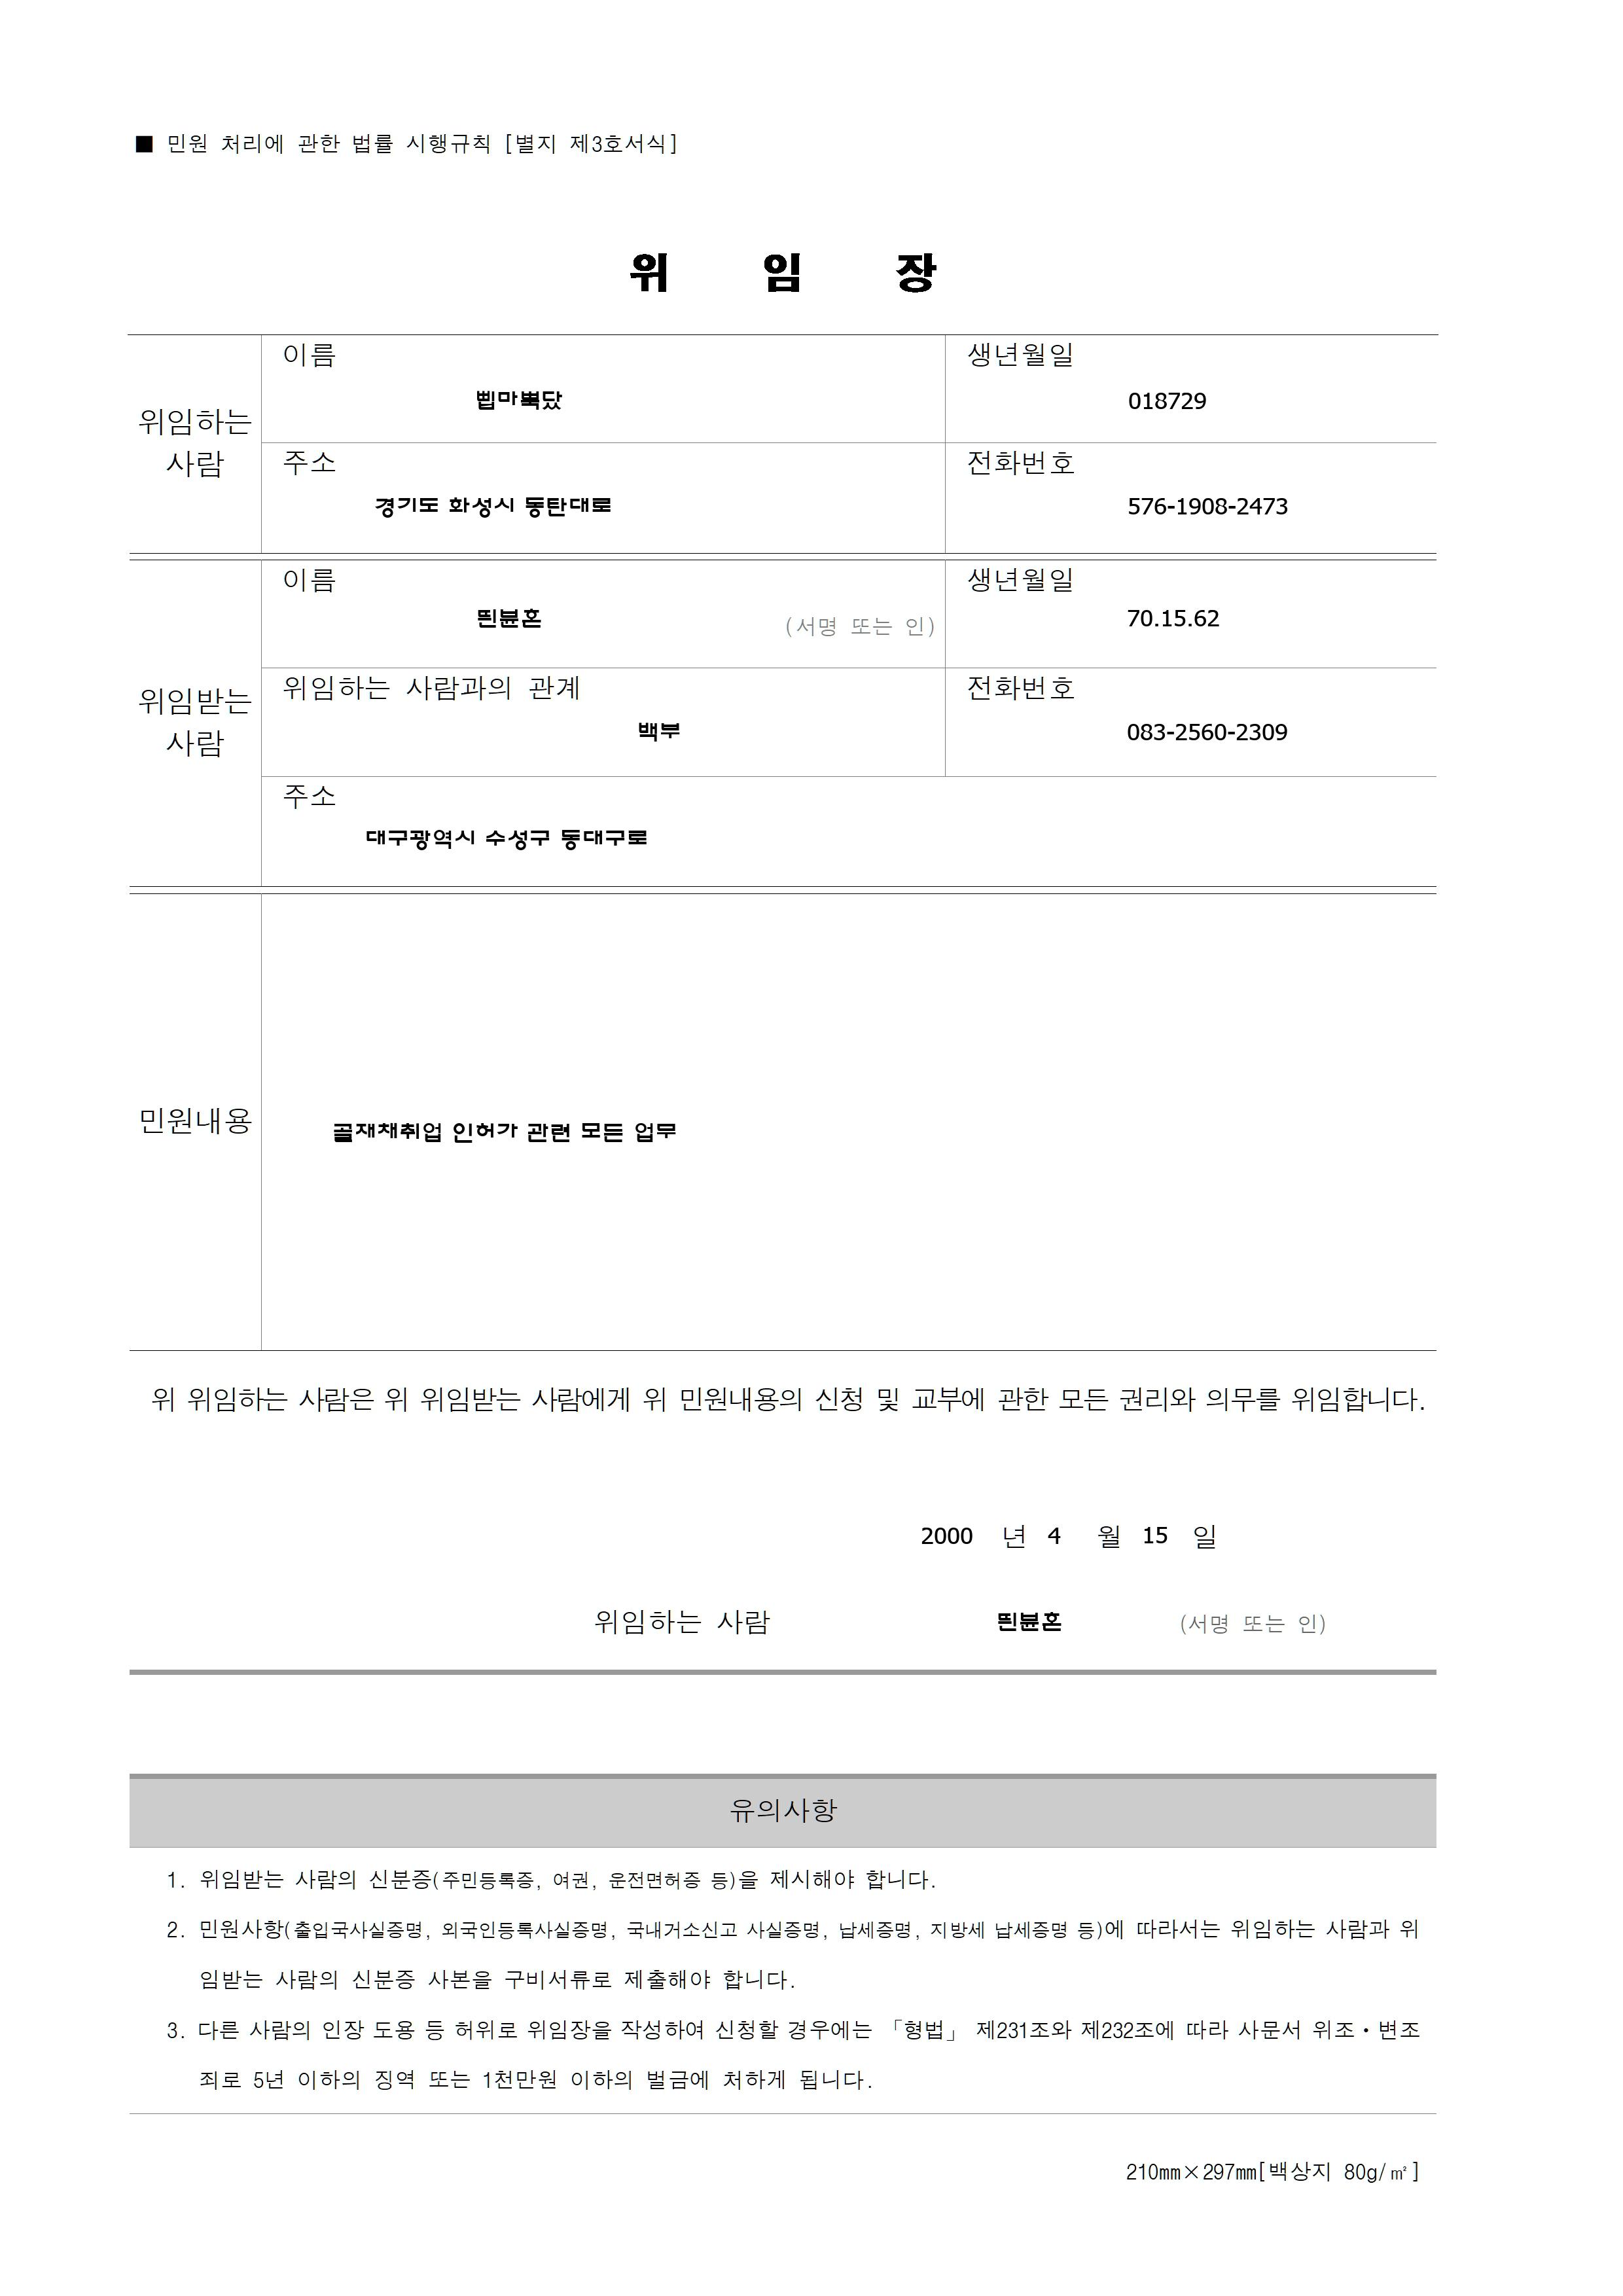 ■ 민원 처리에 관한 법률 시행규칙 [별지 제3호서식]
위 임 장
위임하는 사람
이름
삡마뾱닸
생년월일
018729
주소
경기도 화성시 동탄대로
전화번호
576-1908-2473
위임받는 사람
이름
(서명 또는 인)
생년월일
70.15.62
위임하는 사람과의 관계
백부
전화번호
083-2560-2309
주소
대구광역시 수성구 동대구로
민원내용
골재채취업 인허가 관련 모든 업무
위 위임하는 사람은 위 위임받는 사람에게 위 민원내용의 신청 및 교부에 관한 모든 권리와 의무를 위임합니다.
2000 년 4 월 15 일
위임하는 사람 (서명 또는 인)
유의사항
1. 위임받는 사람의 신분증(주민등록증, 여권, 운전면허증 등)을 제시해야 합니다.
2. 민원사항(출입국사실증명, 외국인등록사실증명, 국내거소신고 사실증명, 납세증명, 지방세 납세증명 등)에 따라서는 위임하는 사람과 위
임받는 사람의 신분증 사본을 구비서류로 제출해야 합니다.
3. 다른 사람의 인장 도용 등 허위로 위임장을 작성하여 신청할 경우에는 「형법」 제231조와 제232조에 따라 사문서 위조·변조
죄로 5년 이하의 징역 또는 1천만원 이하의 벌금에 처하게 됩니다.
210㎜×297㎜[백상지 80g/㎡]